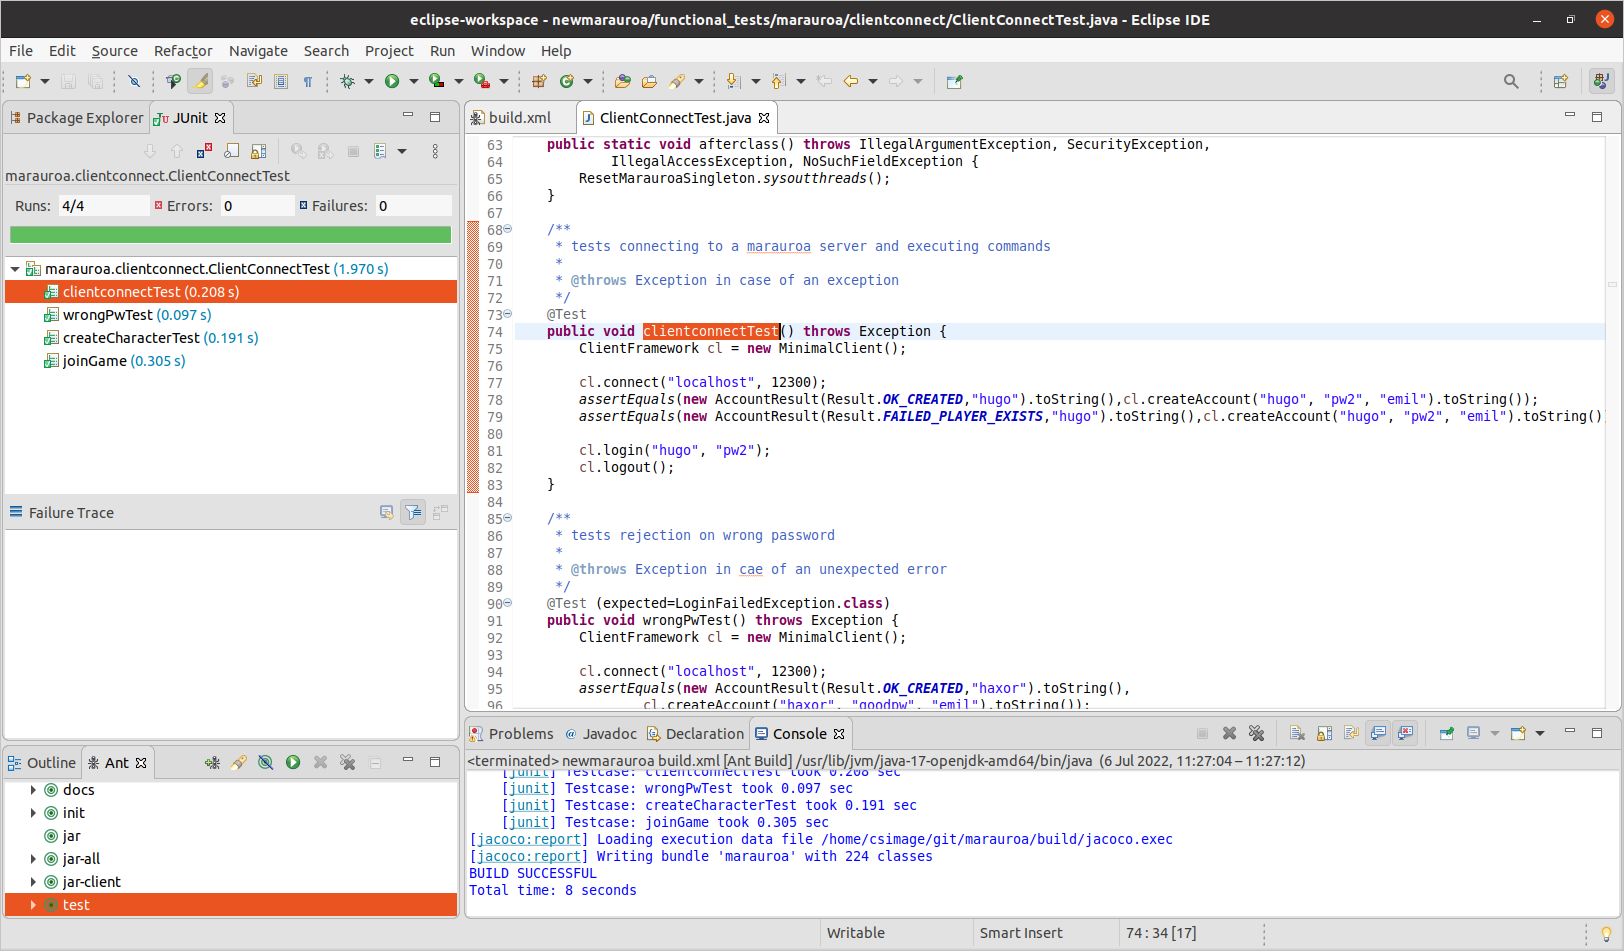 eclipse-workspace - newmarauroa/functional_tests/marauroa/clientconnect/ClientConnectTest.java - Eclipse IDE
File Edit Source Refactor Navigate Search Project Run Window Help
Package Explorer JUnit
marauroa.clientconnect.ClientConnectTest
Runs: 4/4 Errors: 0 Failures: 0
marauroa.clientconnect.ClientConnectTest (1.970 s)
clientconnectTest (0.208 s)
wrongPwTest (0.097 s)
createCharacterTest (0.191 s)
joinGame (0.305 s)
Failure Trace
Outline Ant
docs
init
jar
jar-all
jar-client
test
build.xml ClientConnectTest.java
63 public static void afterclass() throws IllegalArgumentException, SecurityException,
64 IllegalAccessException, NoSuchFieldException {
65 ResetMarauroaSingleton.sysoutthreads();
66 }
67
68 /**
69 * tests connecting to a marauroa server and executing commands
70 *
71 * @throws Exception in case of an exception
72 */
73 @Test
74 public void clientconnectTest() throws Exception {
75 ClientFramework cl = new MinimalClient();
76
77 cl.connect("localhost", 12300);
78 assertEquals(new AccountResult(Result.OK_CREATED,"hugo").toString(),cl.createAccount("hugo", "pw2", "emil").toString());
79 assertEquals(new AccountResult(Result.FAILED_PLAYER_EXISTS,"hugo").toString(),cl.createAccount("hugo", "pw2", "emil").toString()
80
81 cl.login("hugo", "pw2");
82 cl.logout();
83 }
84
85 /**
86 * tests rejection on wrong password
87 *
88 * @throws Exception in cae of an unexpected error
89 */
90 @Test (expected=LoginFailedException.class)
91 public void wrongPwTest() throws Exception {
92 ClientFramework cl = new MinimalClient();
93
94 cl.connect("localhost", 12300);
95 assertEquals(new AccountResult(Result.OK_CREATED,"haxor").toString(),
96 cl.createAccount("haxor", "goodpw", "emil").toString());
Problems Javadoc Declaration Console
<terminated> newmarauroa build.xml [Ant Build] /usr/lib/jvm/java-17-openjdk-amd64/bin/java (6 Jul 2022, 11:27:04 – 11:27:12)
[junit] Testcase: clientconnectTest took 0.208 sec
[junit] Testcase: wrongPwTest took 0.097 sec
[junit] Testcase: createCharacterTest took 0.191 sec
[junit] Testcase: joinGame took 0.305 sec
[jacoco:report] Loading execution data file /home/csimage/git/marauroa/build/jacoco.exec
[jacoco:report] Writing bundle 'marauroa' with 224 classes
BUILD SUCCESSFUL
Total time: 8 seconds
Writable Smart Insert 74 : 34 [17]